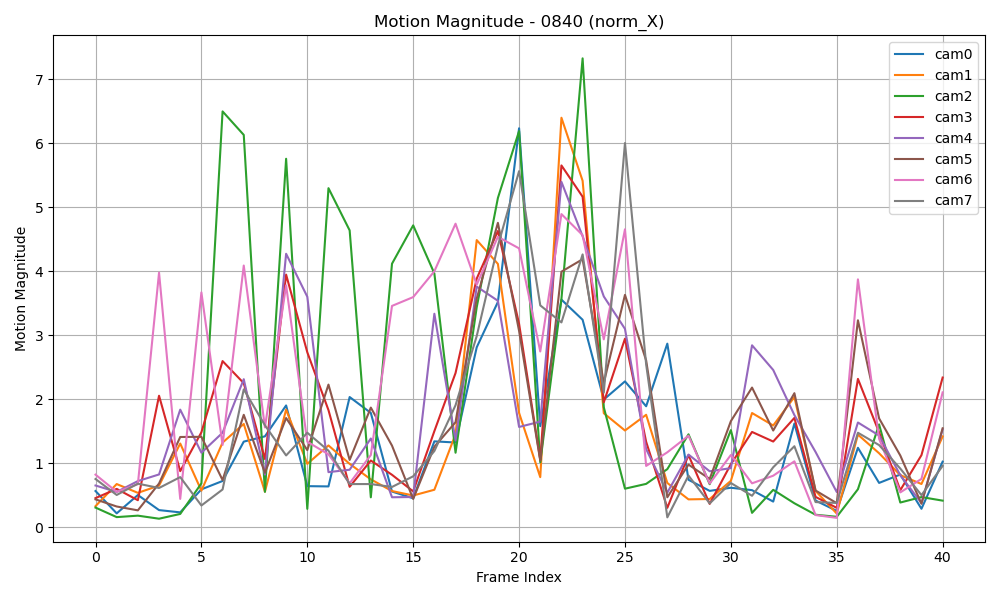 Motion Magnitude - 0840 (norm_X)
Motion Magnitude
7
6
5
4
3
2
1
0
0 5 10 15 20 25 30 35 40
Frame Index
cam0
cam1
cam2
cam3
cam4
cam5
cam6
cam7